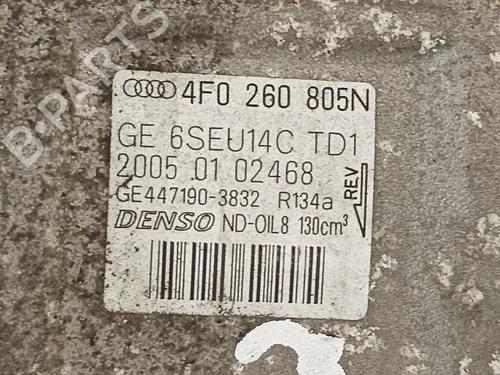 B-PARTS
4F0 260 805N
GE 6SEU14C TD1
2005 01 02468
GE447190-3832 R134a
REV
DENSO ND-OIL8 130cm³